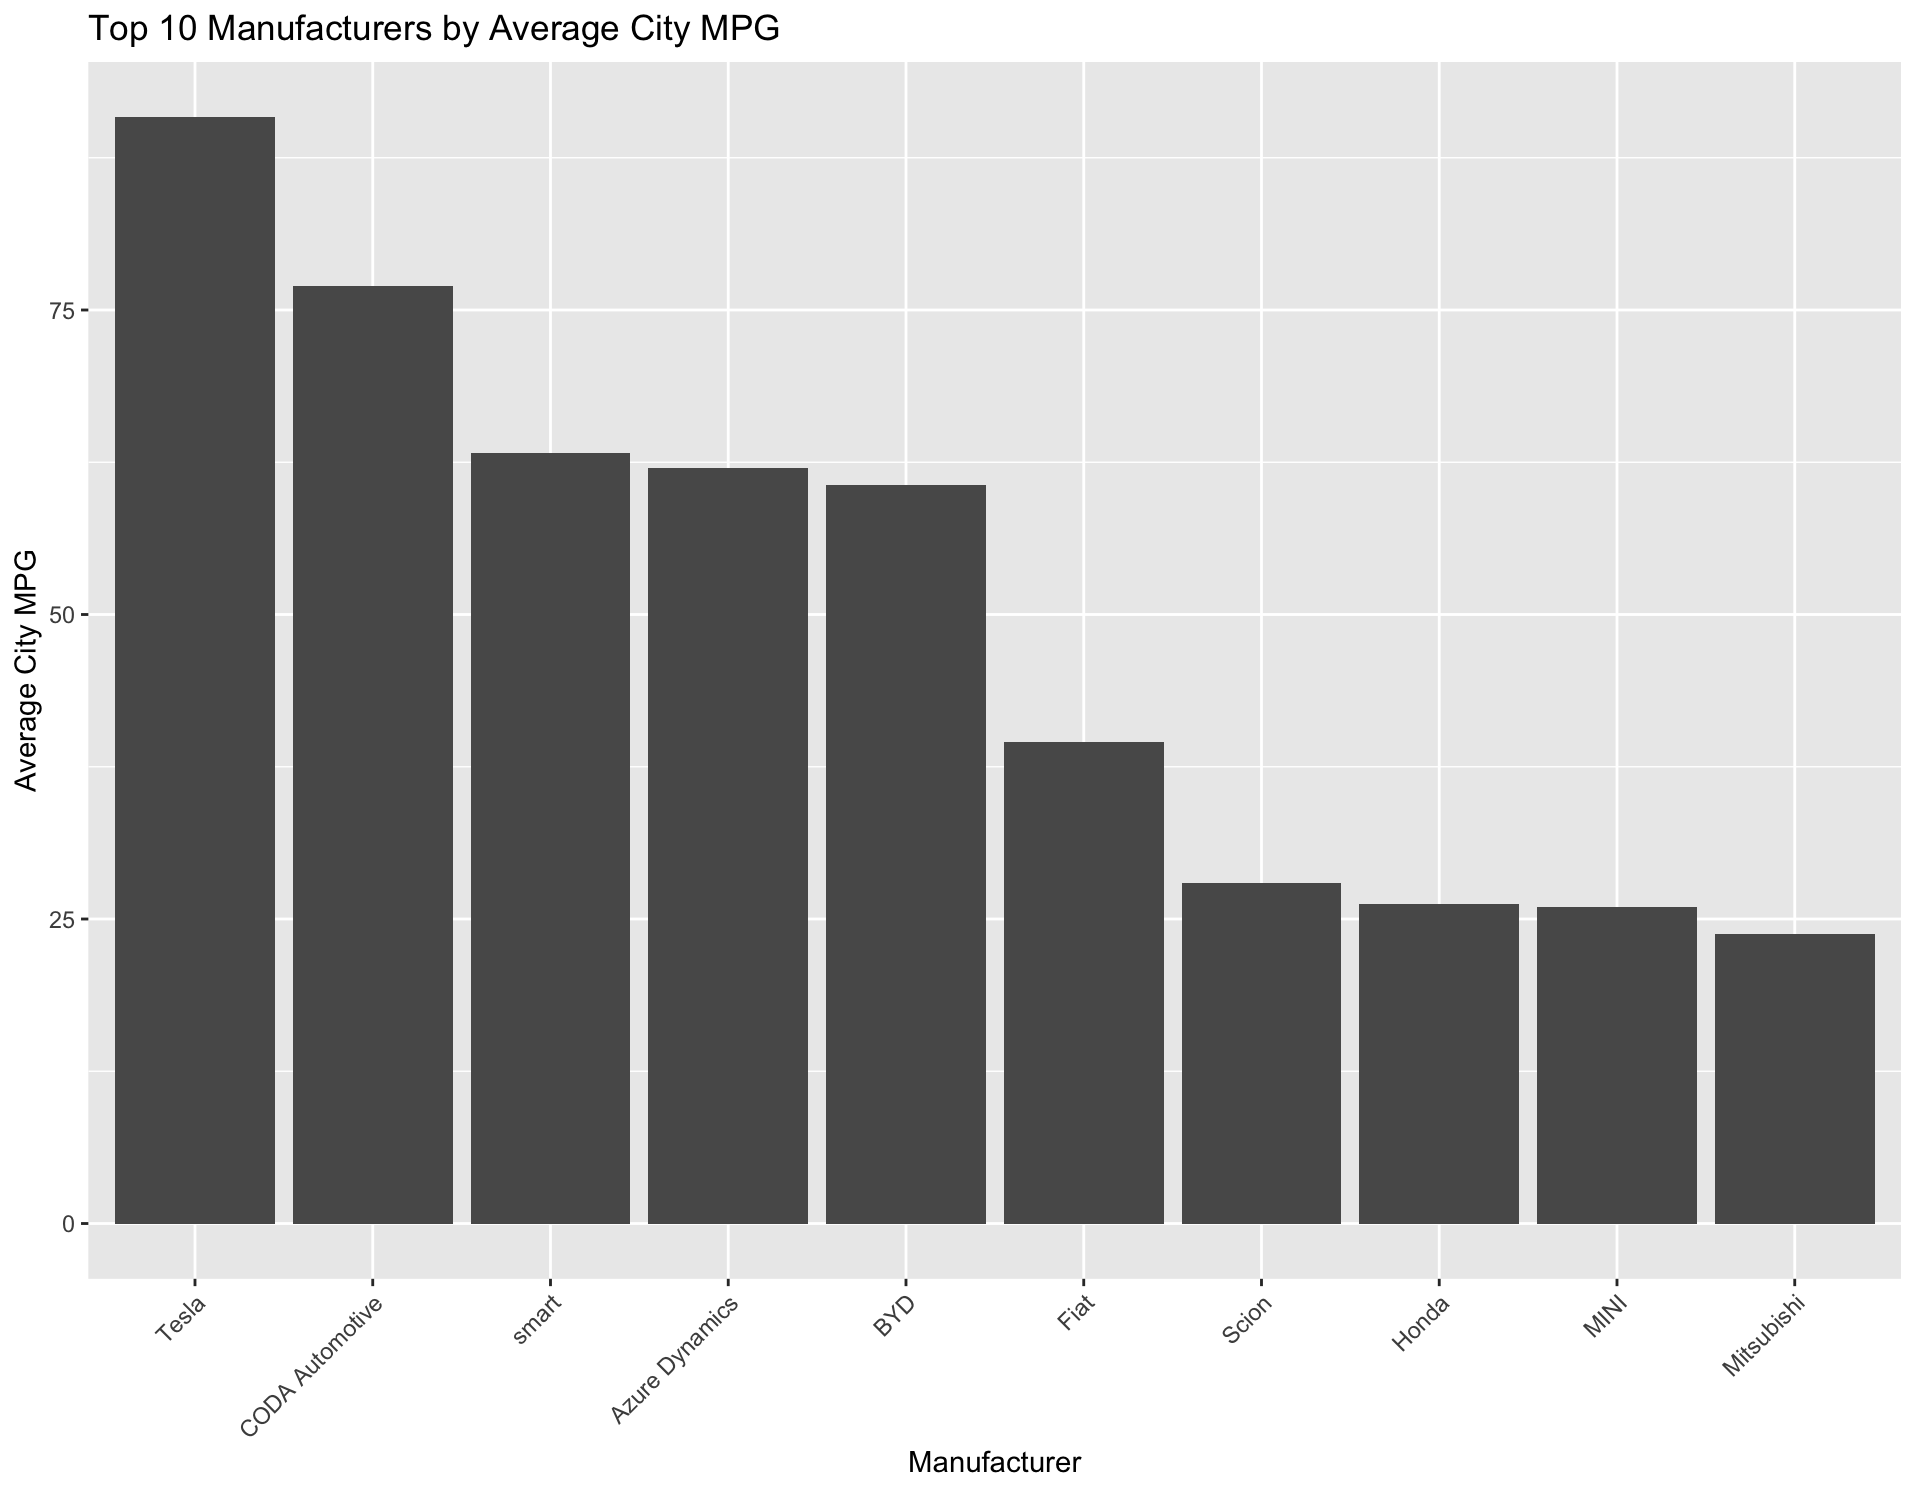 Top 10 Manufacturers by Average City MPG
Average City MPG
75
50
25
0
Tesla
CODA Automotive
smart
Azure Dynamics
BYD
Fiat
Scion
Honda
MINI
Mitsubishi
Manufacturer